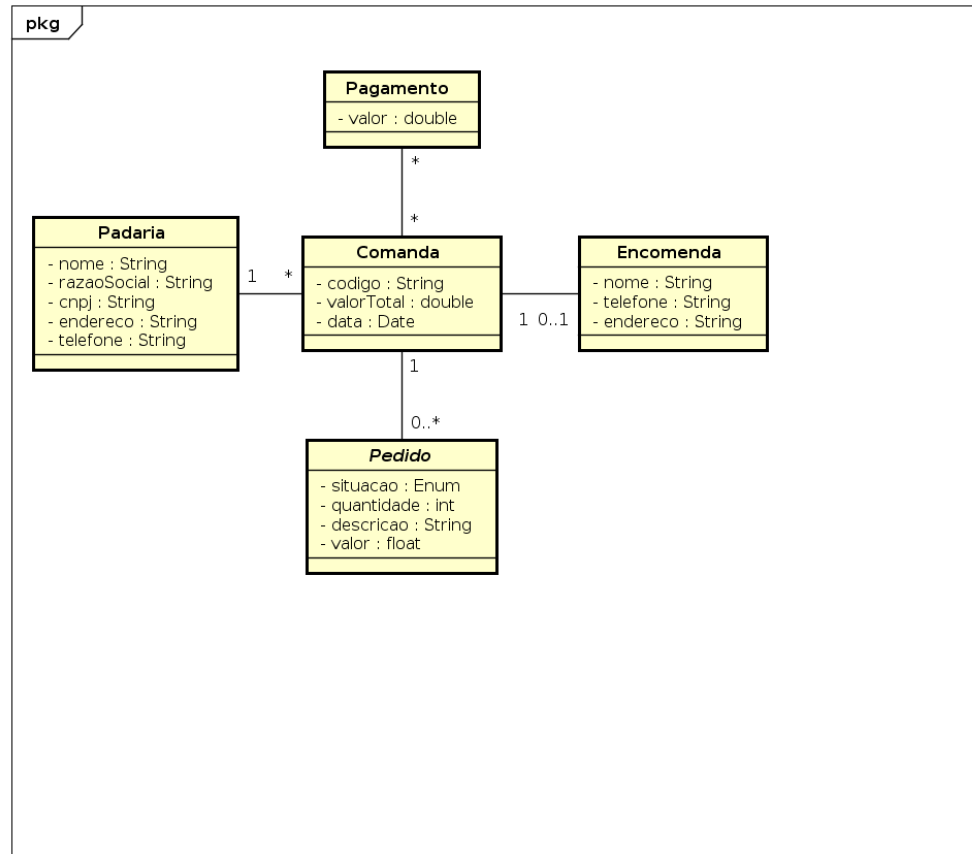 pkg
Pagamento
- valor : double
*
*
Padaria
- nome : String
- razaoSocial : String
- cnpj : String
- endereco : String
- telefone : String
1 *
Comanda
- codigo : String
- valorTotal : double
- data : Date
1 0..1
Encomenda
- nome : String
- telefone : String
- endereco : String
1
0..*
Pedido
- situacao : Enum
- quantidade : int
- descricao : String
- valor : float